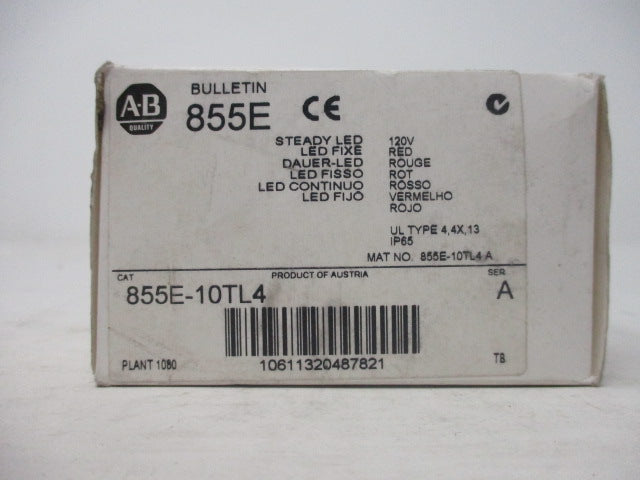 A-B
QUALITY
BULLETIN
855E CE
STEADY LED 120V
LED FIXE RED
DAUER-LED ROUGE
LED FISSO ROT
LED CONTINUO ROSSO
LED FIJO VERMELHO
ROJO
UL TYPE 4,4X,13
IP65
MAT NO. 855E-10TL4 A
CAT PRODUCT OF AUSTRIA SER
855E-10TL4 A
PLANT 1080 10611320487821 TB